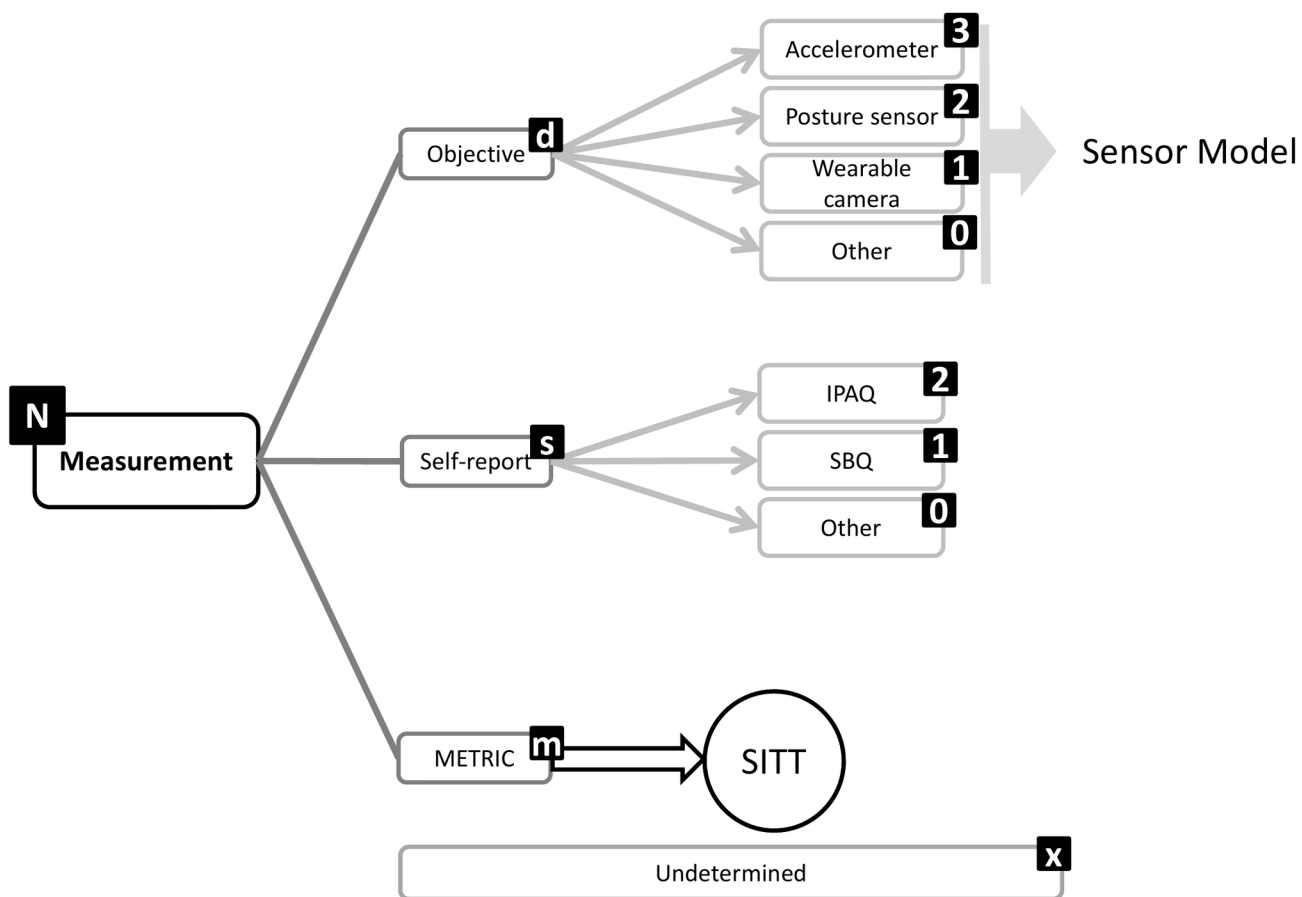 3
Accelerometer
2
Posture sensor
d
Objective
1
Wearable
camera
Sensor Model
0
Other
N
Measurement
s
Self-report
2
IPAQ
1
SBQ
0
Other
m
METRIC
SITT
x
Undetermined